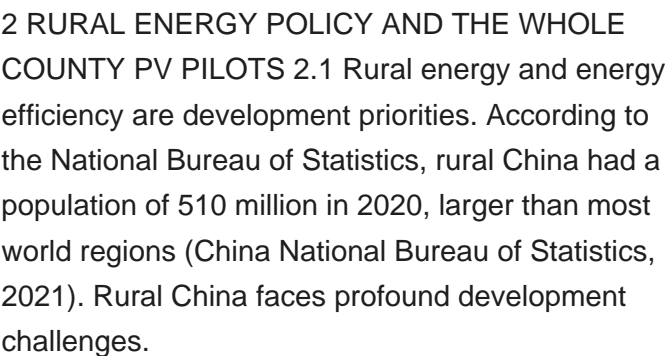 2 RURAL ENERGY POLICY AND THE WHOLE
COUNTY PV PILOTS 2.1 Rural energy and energy
efficiency are development priorities. According to
the National Bureau of Statistics, rural China had a
population of 510 million in 2020, larger than most
world regions (China National Bureau of Statistics,
2021). Rural China faces profound development
challenges.